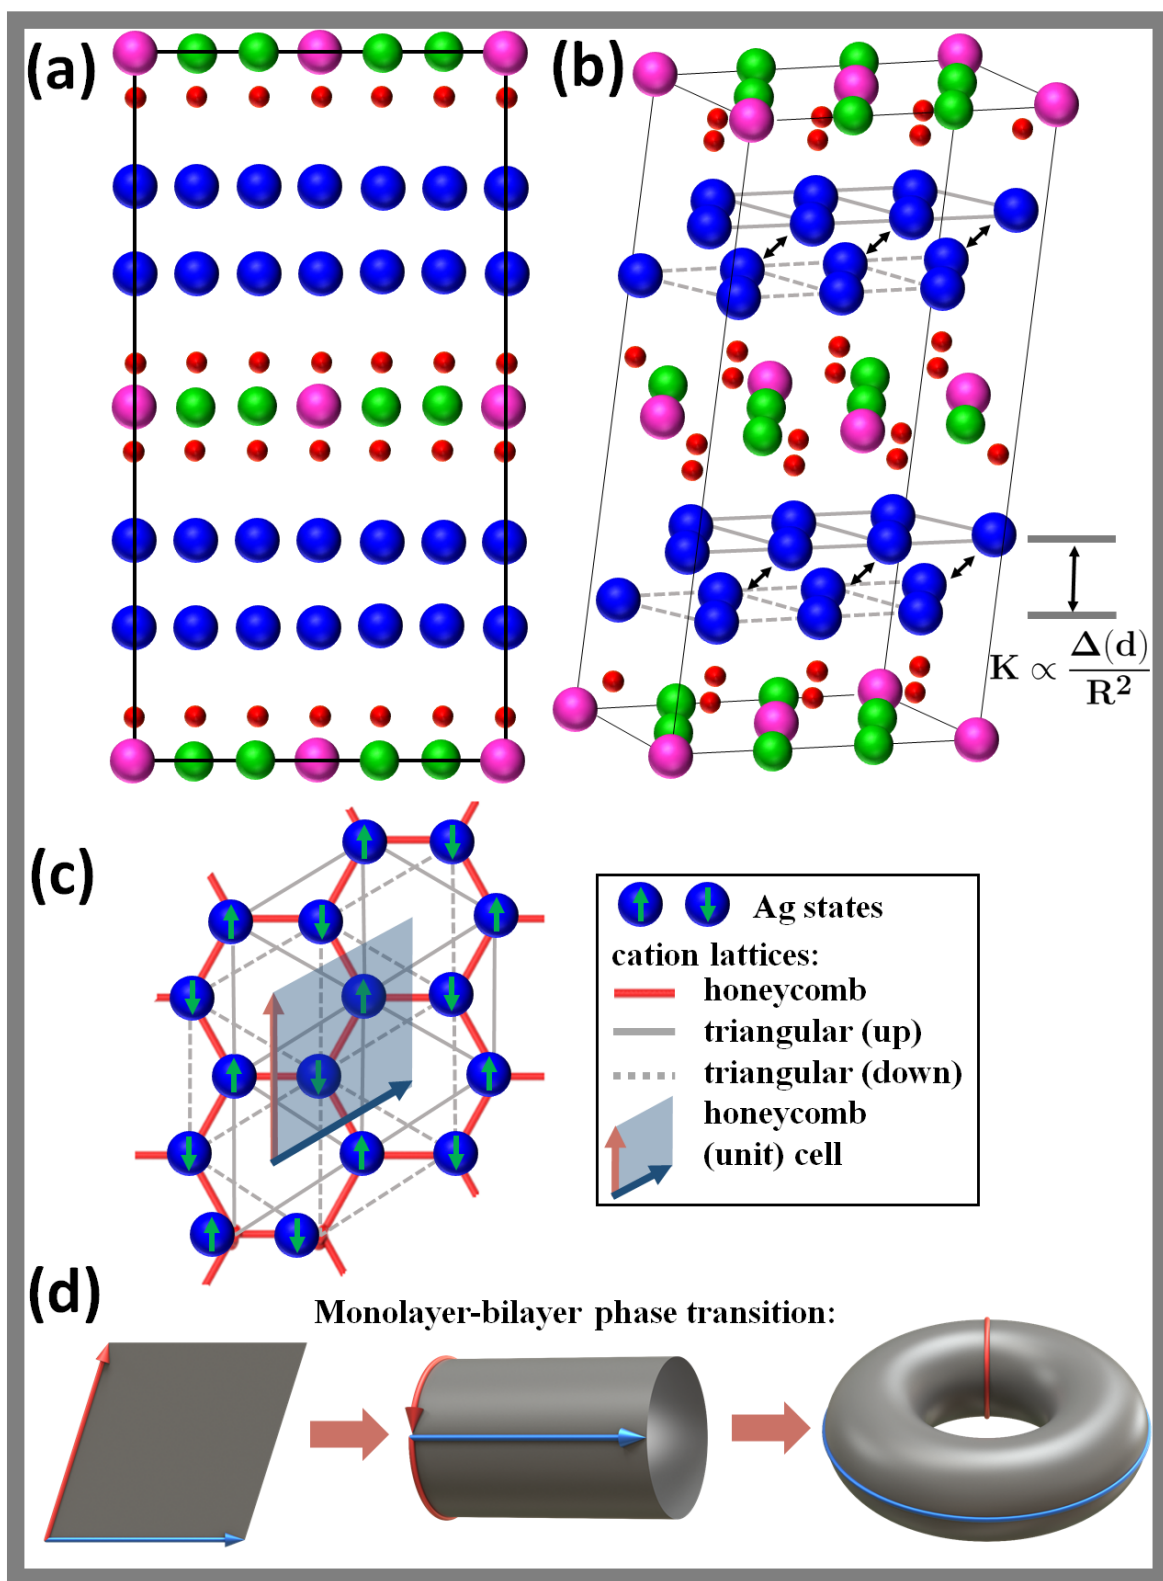 (a)
(b)
K ∝ Δ(d)/R²
(c)
Ag states
cation lattices:
honeycomb
triangular (up)
triangular (down)
honeycomb
(unit) cell
(d)
Monolayer-bilayer phase transition: